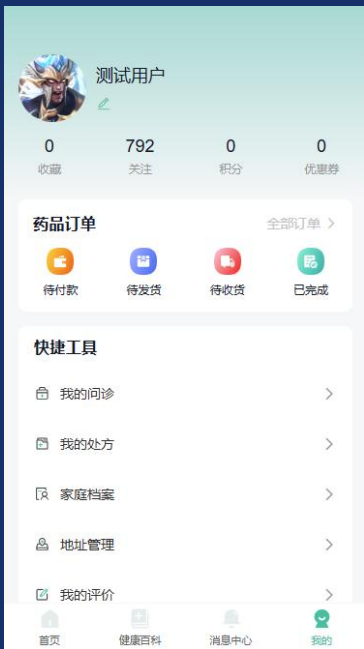 测试用户
0 792 0 0
收藏 关注 积分 优惠券
药品订单 全部订单
待付款 待发货 待收货 已完成
快捷工具
我的问诊
我的处方
家庭档案
地址管理
我的评价
首页 健康百科 消息中心 我的